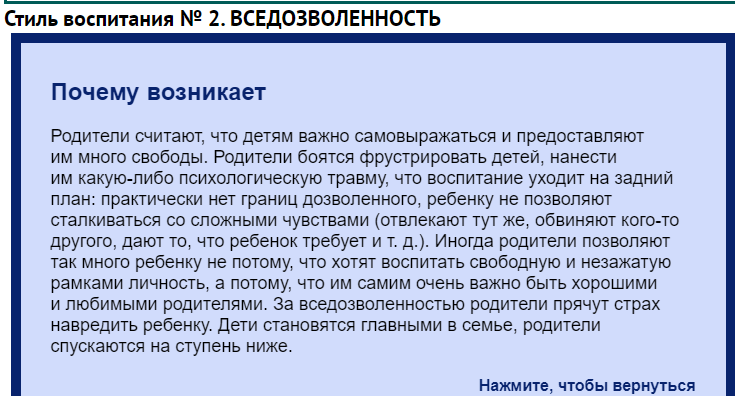 Стиль воспитания № 2. ВСЕДОЗВОЛЕННОСТЬ
Почему возникает
Родители считают, что детям важно самовыражаться и предоставляют
им много свободы. Родители боятся фрустрировать детей, нанести
им какую-либо психологическую травму, что воспитание уходит на задний
план: практически нет границ дозволенного, ребенку не позволяют
сталкиваться со сложными чувствами (отвлекают тут же, обвиняют кого-то
другого, дают то, что ребенок требует и т. д.). Иногда родители позволяют
так много ребенку не потому, что хотят воспитать свободную и незажатую
рамками личность, а потому, что им самим очень важно быть хорошими
и любимыми родителями. За вседозволенностью родители прячут страх
навредить ребенку. Дети становятся главными в семье, родители
спускаются на ступень ниже.
Нажмите, чтобы вернуться